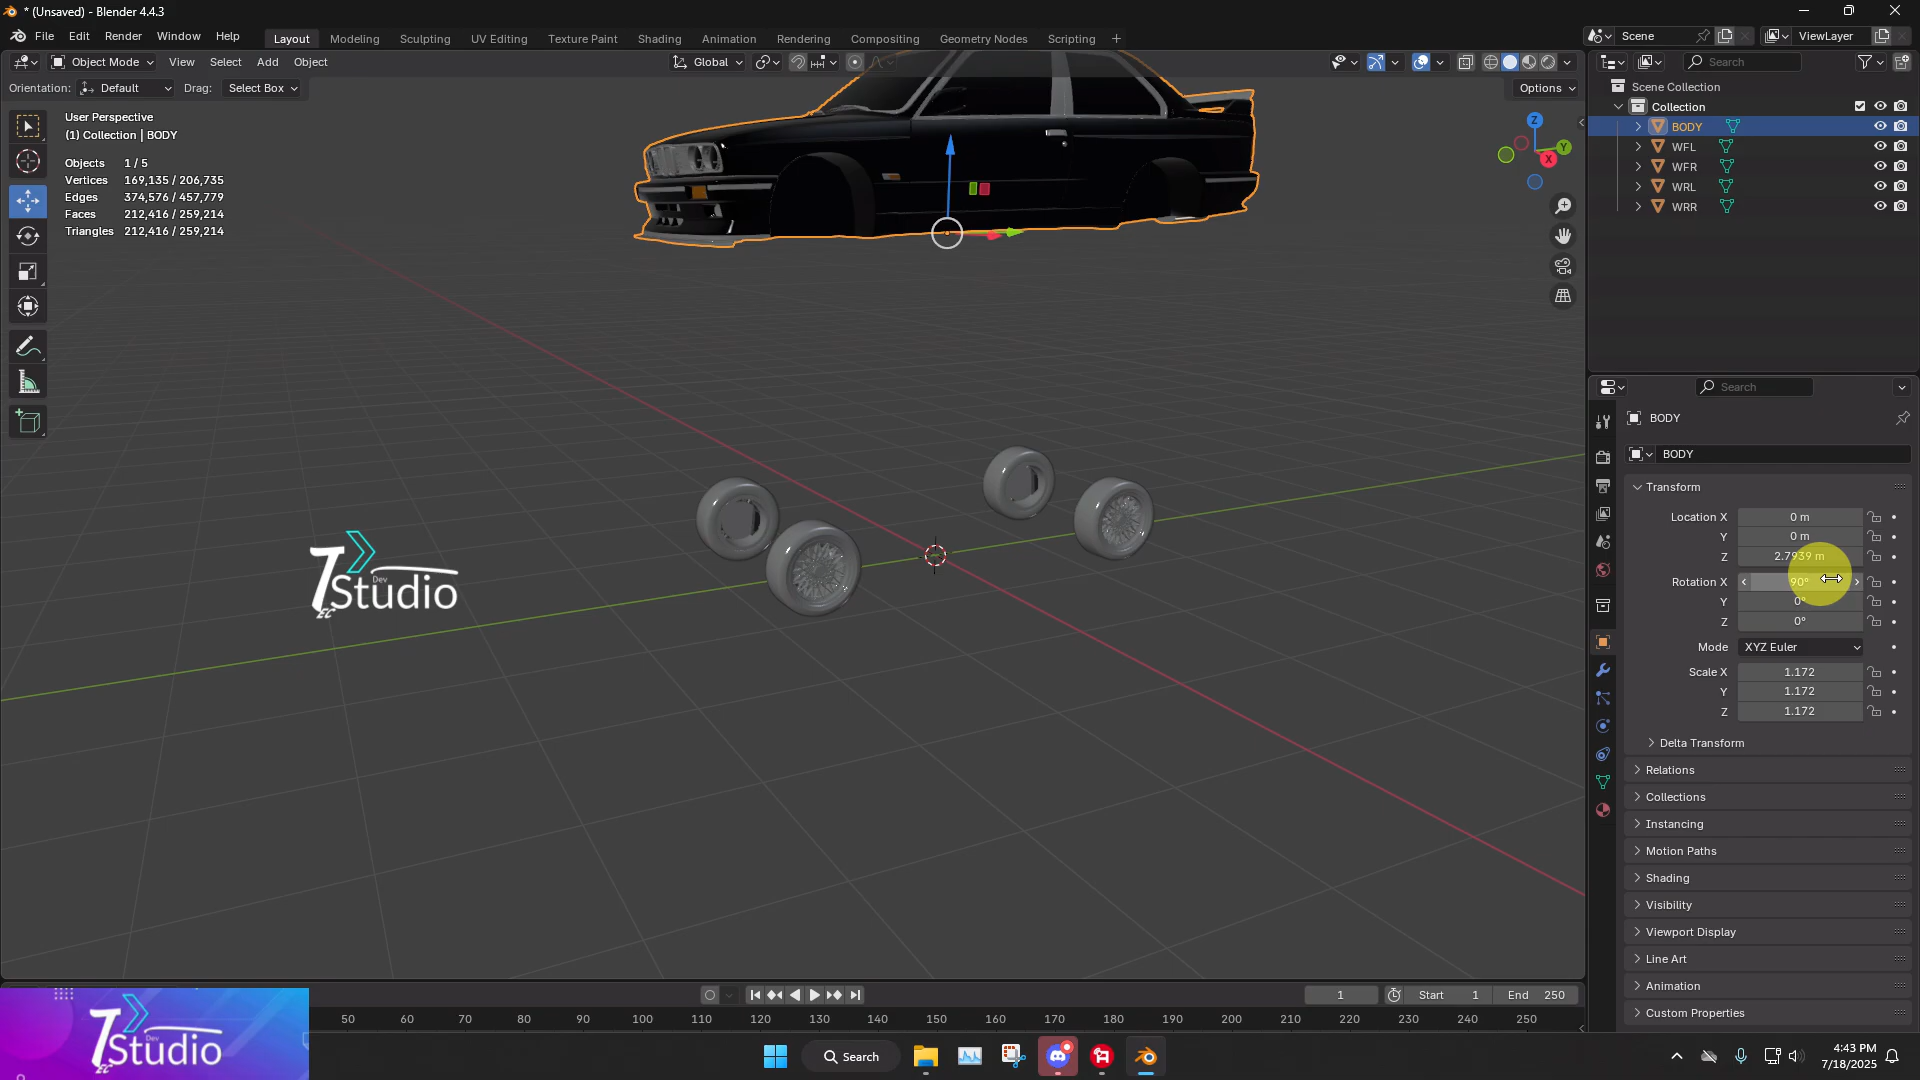 * (Unsaved) - Blender 4.4.3
File Edit Render Window Help
Layout Modeling Sculpting UV Editing Texture Paint Shading Animation Rendering Compositing Geometry Nodes Scripting +
Scene
ViewLayer
Object Mode View Select Add Object
Global
Search
Orientation: Default Drag: Select Box
Options
User Perspective
(1) Collection | BODY
Objects 1 / 5
Vertices 169,135 / 206,735
Edges 374,576 / 457,779
Faces 212,416 / 259,214
Triangles 212,416 / 259,214
Z
Y
X
Scene Collection
Collection
BODY
WFL
WFR
WRL
WRR
Search
BODY
BODY
Transform
Location X 0 m
Y 0 m
Z 2.7939 m
Rotation X 90°
Y 0°
Z 0°
Mode XYZ Euler
Scale X 1.172
Y 1.172
Z 1.172
Delta Transform
Relations
Collections
Instancing
Motion Paths
Shading
Visibility
Viewport Display
Line Art
Animation
Custom Properties
7 Dev
Studio
EC
1 Start 1 End 250
50 60 70 80 90 100 110 120 130 140 150 160 170 180 190 200 210 220 230 240 250
7 Dev
Studio
EC
Search
4:43 PM
7/18/2025